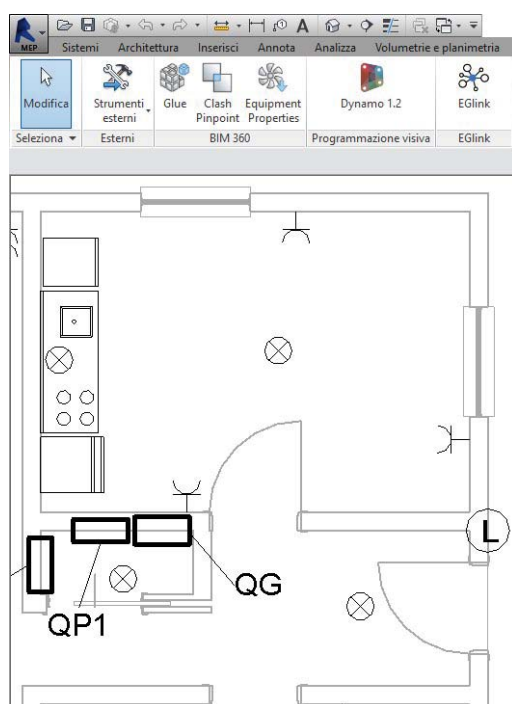 MEP
Sistemi Architettura Inserisci Annota Analizza Volumetrie e planimetria
Modifica
Strumenti esterni
Glue
Clash Pinpoint
Equipment Properties
Dynamo 1.2
EGlink
Seleziona Esterni BIM 360 Programmazione visiva EGlink
L
QG
QP1